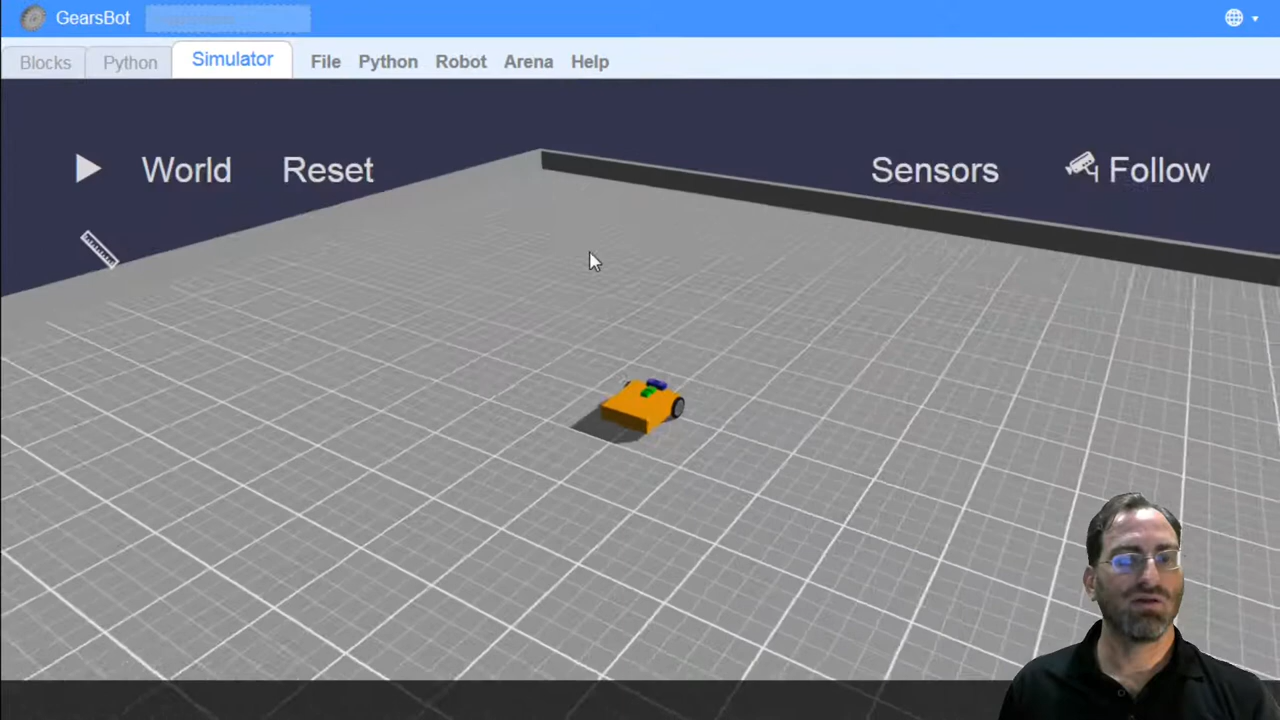 GearsBot
Blocks Python Simulator File Python Robot Arena Help
World Reset Sensors Follow